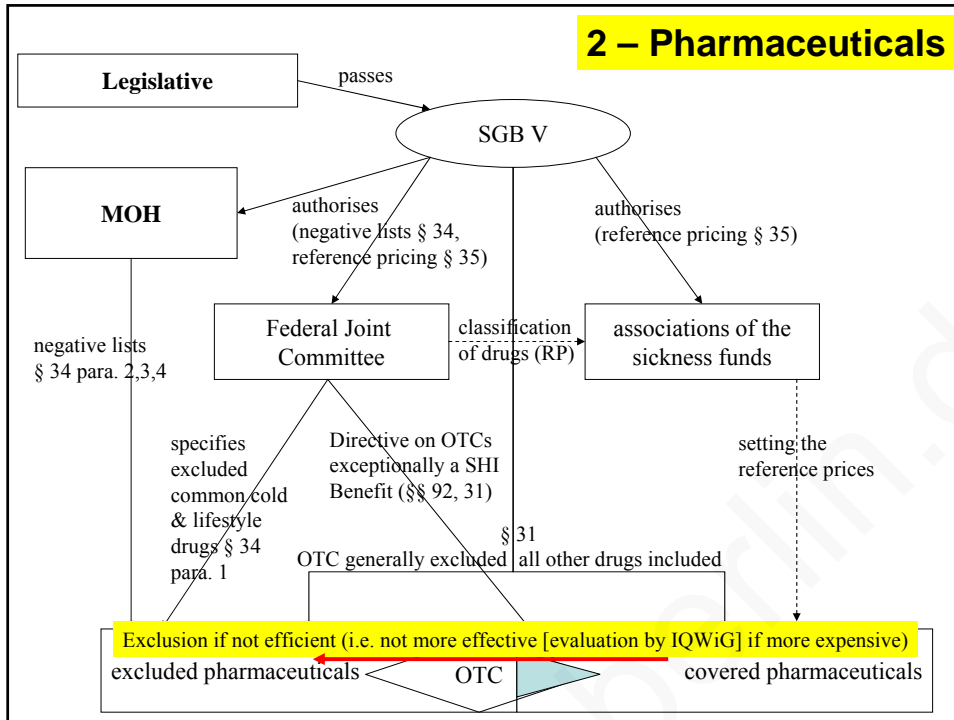 2 – Pharmaceuticals
Legislative
passes
SGB V
MOH
authorises
(negative lists § 34,
reference pricing § 35)
authorises
(reference pricing § 35)
Federal Joint
Committee
classification
of drugs (RP)
associations of the
sickness funds
negative lists
§ 34 para. 2,3,4
specifies
excluded
common cold
& lifestyle
drugs § 34
para. 1
Directive on OTCs
exceptionally a SHI
Benefit (§§ 92, 31)
setting the
reference prices
§ 31
OTC generally excluded all other drugs included
Exclusion if not efficient (i.e. not more effective [evaluation by IQWiG] if more expensive)
excluded pharmaceuticals
OTC
covered pharmaceuticals
berlin.d